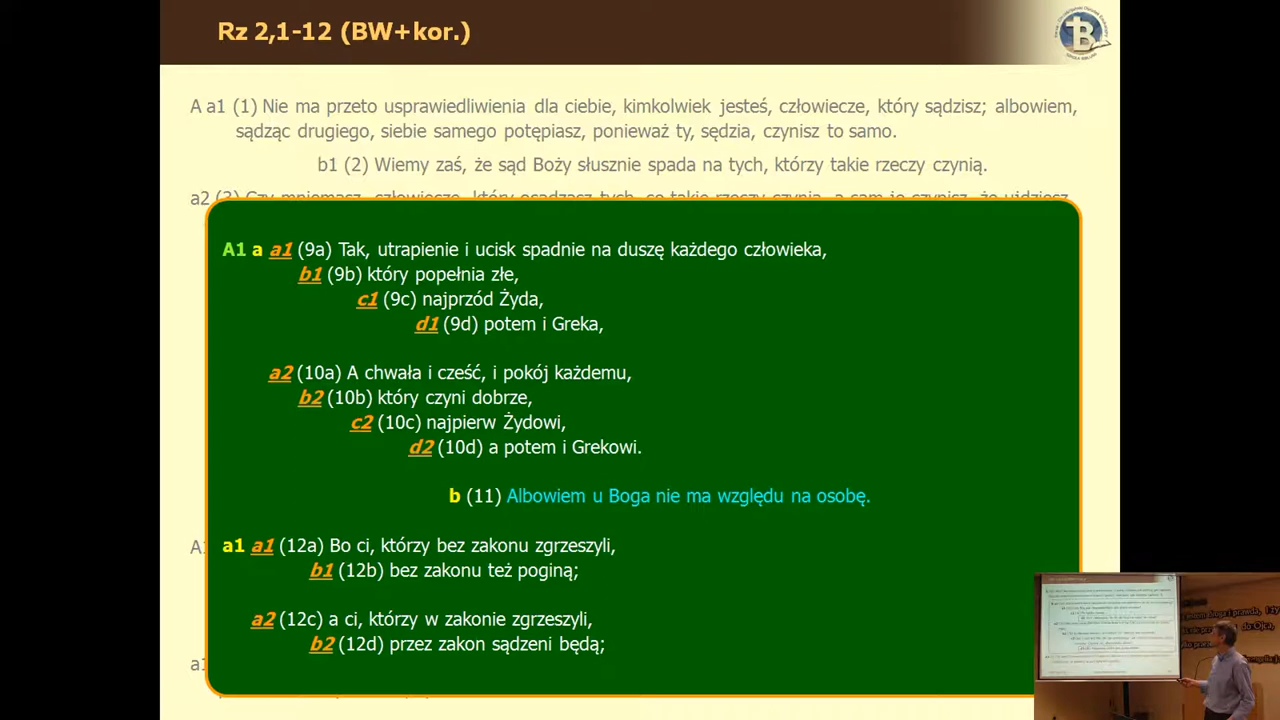 Rz 2,1-12 (BW+kor.)
A a1 (1) Nie ma przeto usprawiedliwienia dla ciebie, kimkolwiek jesteś, człowiecze, który sądzisz; albowiem,
sądząc drugiego, siebie samego potępiasz, ponieważ ty, sędzia, czynisz to samo.
b1 (2) Wiemy zaś, że sąd Boży słusznie spada na tych, którzy takie rzeczy czynią.
a2 (3) Czy mniemasz, człowiecze, który osądzasz tych, co takie rzeczy czynią, a sam je czynisz, że ujdziesz
A1 a a1 (9a) Tak, utrapienie i ucisk spadnie na duszę każdego człowieka,
b1 (9b) który popełnia złe,
c1 (9c) najprzód Żyda,
d1 (9d) potem i Greka,
a2 (10a) A chwała i cześć, i pokój każdemu,
b2 (10b) który czyni dobrze,
c2 (10c) najpierw Żydowi,
d2 (10d) a potem i Grekowi.
b (11) Albowiem u Boga nie ma względu na osobę.
a1 a1 (12a) Bo ci, którzy bez zakonu zgrzeszyli,
b1 (12b) bez zakonu też poginą;
a2 (12c) a ci, którzy w zakonie zgrzeszyli,
b2 (12d) przez zakon sądzeni będą;